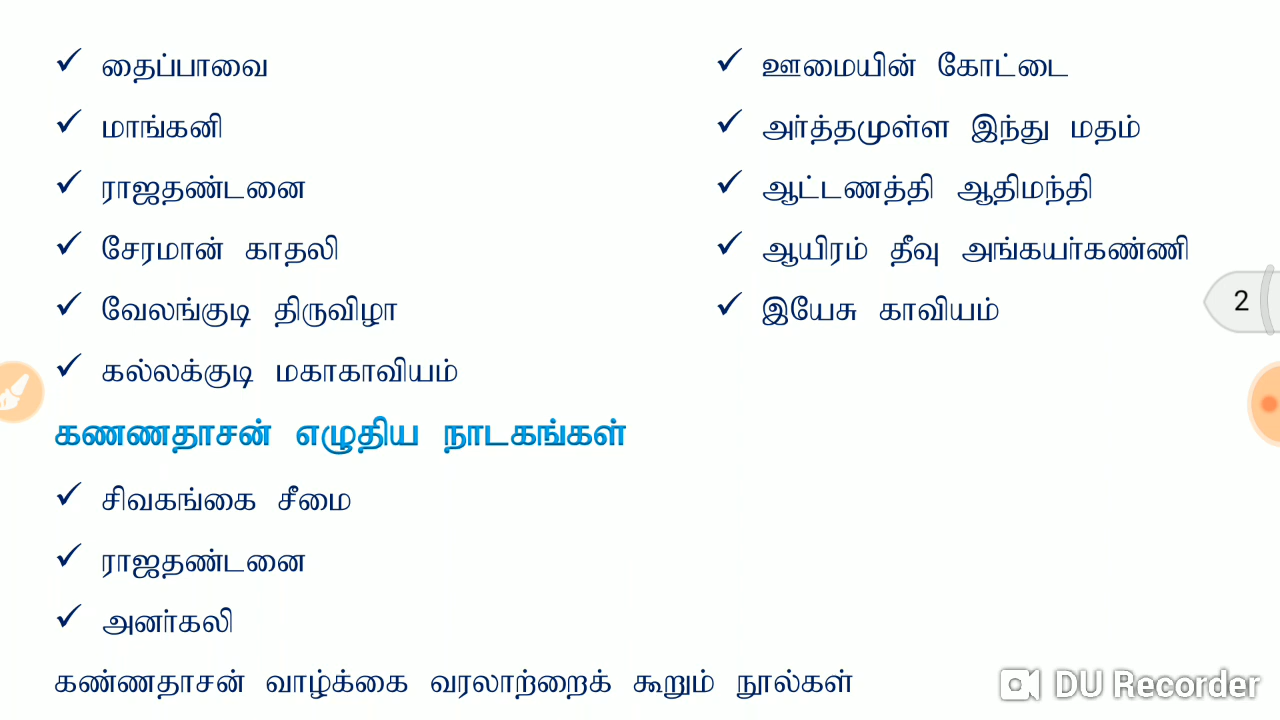 தைப்பாவை
மாங்கனி
ராஜதண்டனை
சேரமான் காதலி
வேலங்குடி திருவிழா
கல்லக்குடி மகாகாவியம்
ஊமையின் கோட்டை
அர்த்தமுள்ள இந்து மதம்
ஆட்டணத்தி ஆதிமந்தி
ஆயிரம் தீவு அங்கயர்கண்ணி
இயேசு காவியம்
2
கணணதாசன் எழுதிய நாடகங்கள்
சிவகங்கை சீமை
ராஜதண்டனை
அனர்கலி
கண்ணதாசன் வாழ்க்கை வரலாற்றைக் கூறும் நூல்கள்
DU Recorder